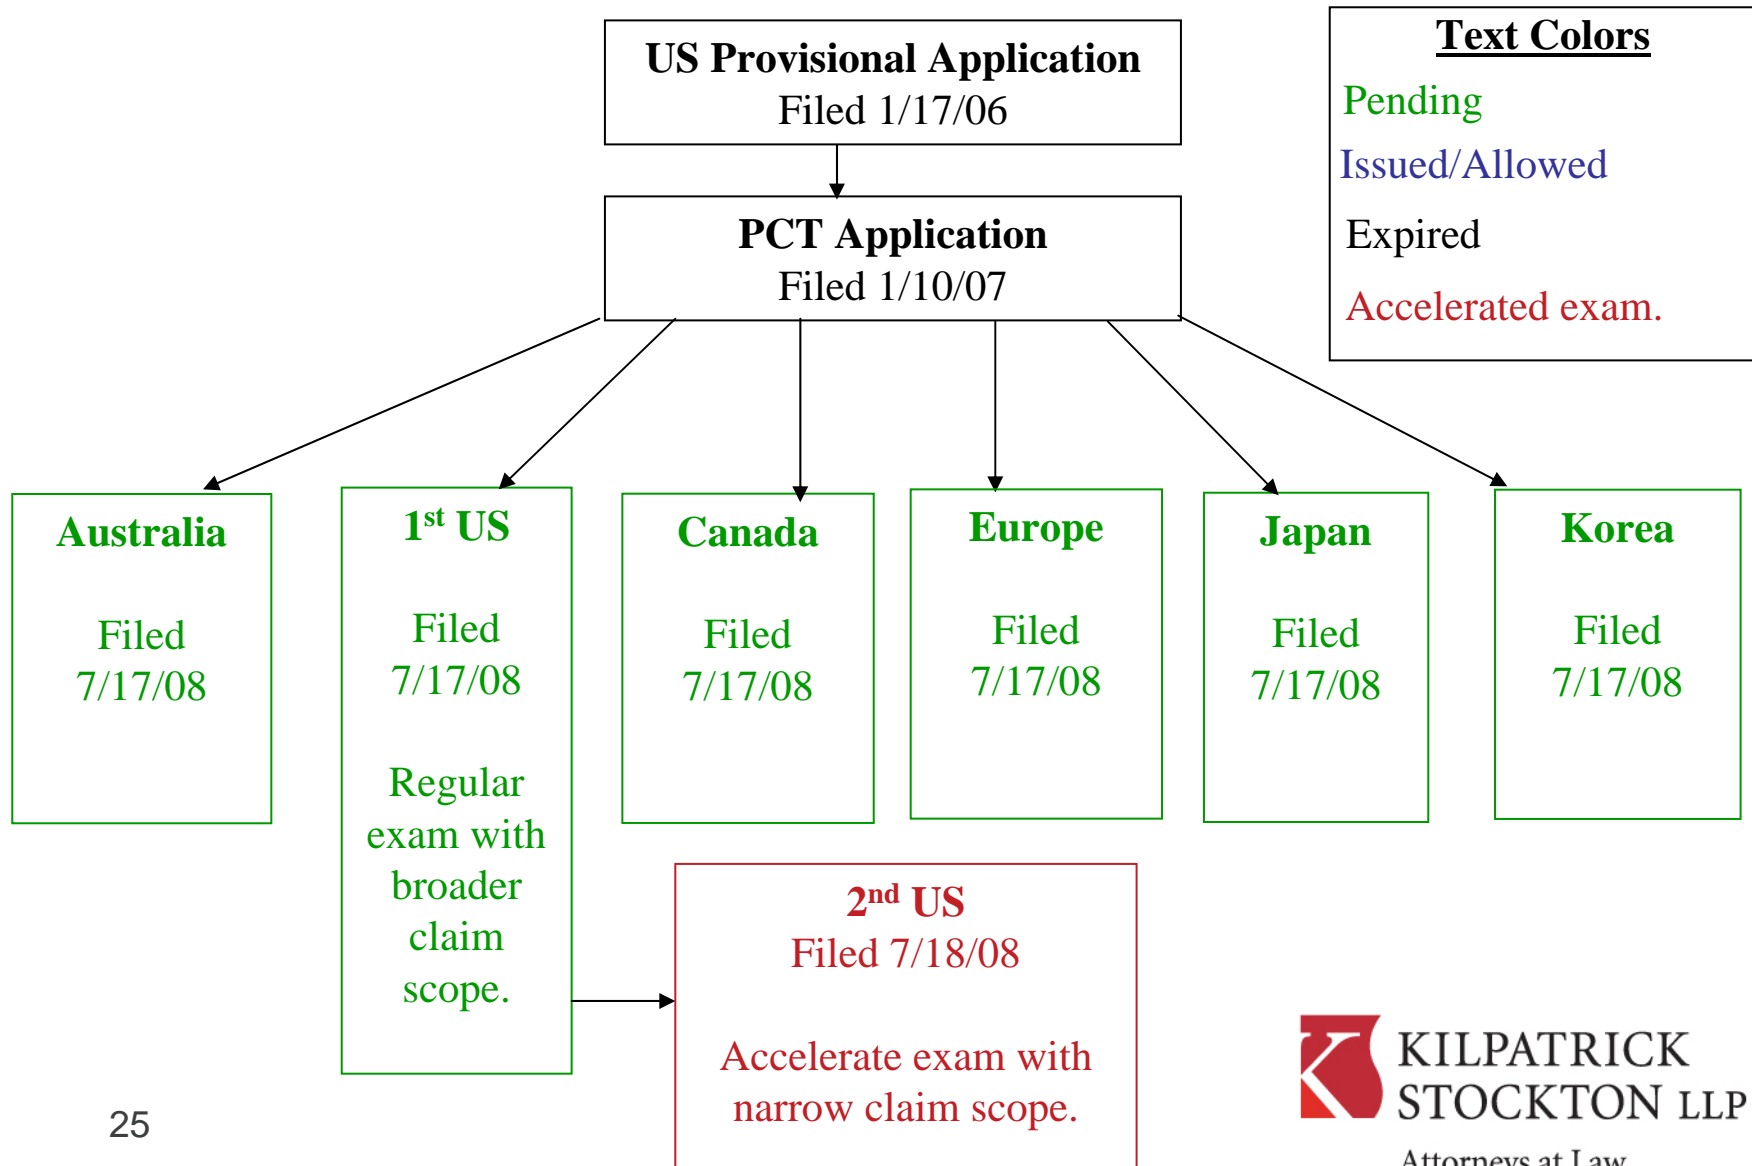 US Provisional Application
Filed 1/17/06
Text Colors
Pending
Issued/Allowed
Expired
Accelerated exam.
PCT Application
Filed 1/10/07
Australia
Filed
7/17/08
1st US
Filed
7/17/08
Regular
exam with
broader
claim
scope.
Canada
Filed
7/17/08
Europe
Filed
7/17/08
Japan
Filed
7/17/08
Korea
Filed
7/17/08
2nd US
Filed 7/18/08
Accelerate exam with
narrow claim scope.
25
KILPATRICK
STOCKTON LLP
Attorneys at Law